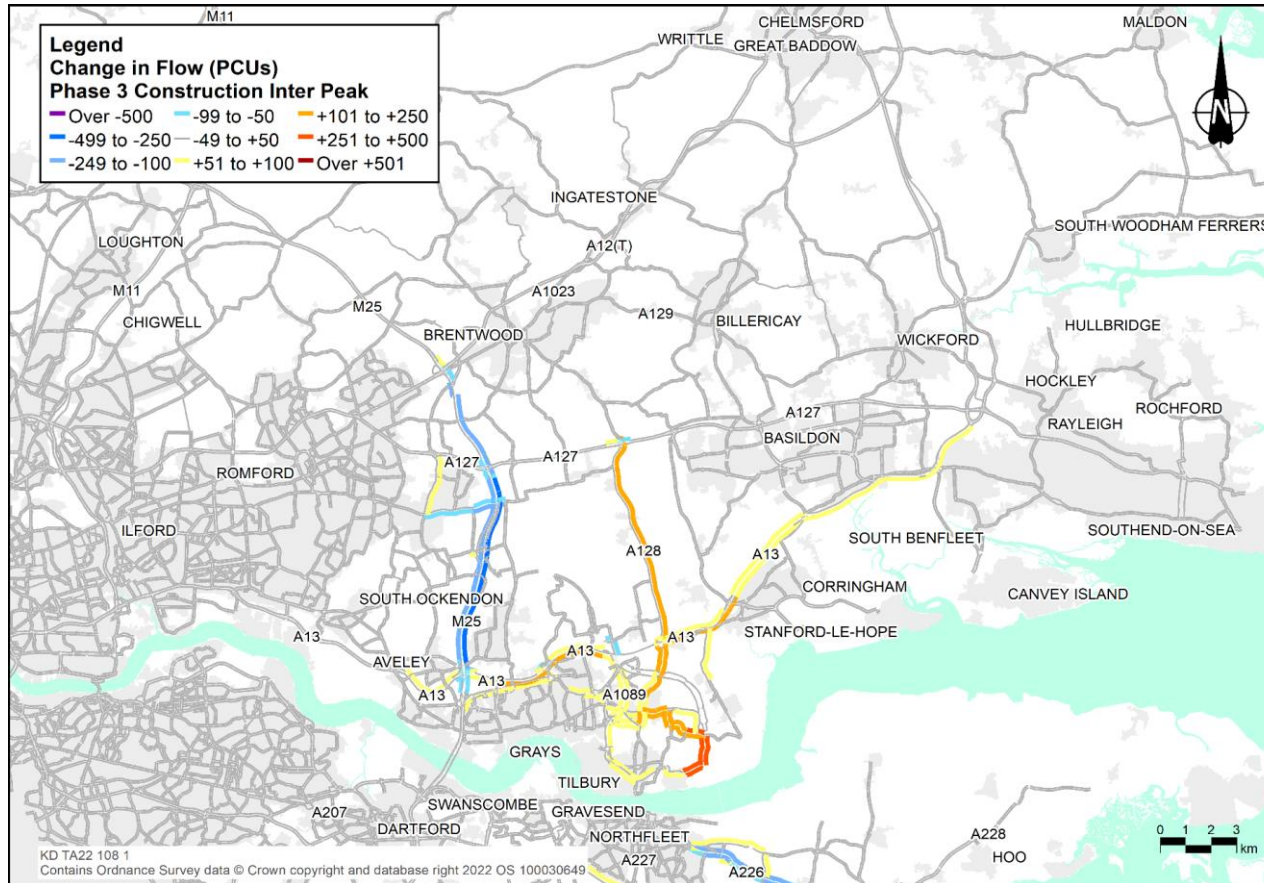 M11
Legend
Change in Flow (PCUs)
Phase 3 Construction Inter Peak
Over -500
-99 to -50
+101 to +250
-499 to -250
-49 to +50
+251 to +500
-249 to -100
+51 to +100
Over +501
CHELMSFORD
MALDON
WRITTLE
GREAT BADDOW
N
INGATESTONE
SOUTH WOODHAM FERRERS
LOUGHTON
A12(T)
M11
A1023
M25
CHIGWELL
A129
BILLERICAY
HULLBRIDGE
BRENTWOOD
WICKFORD
HOCKLEY
ROCHFORD
A127
RAYLEIGH
BASILDON
A127
A127
ROMFORD
ILFORD
SOUTHEND-ON-SEA
SOUTH BENFLEET
A128
A13
CORRINGHAM
CANVEY ISLAND
SOUTH OCKENDON
M25
STANFORD-LE-HOPE
A13
A13
A13
AVELEY
A13
A13
A1089
GRAYS
TILBURY
SWANSCOMBE
GRAVESEND
A207
DARTFORD
NORTHFLEET
A228
HOO
A227
A226
0 1 2 3
km
KD TA22 108 1
Contains Ordnance Survey data © Crown copyright and database right 2022 OS 100030649